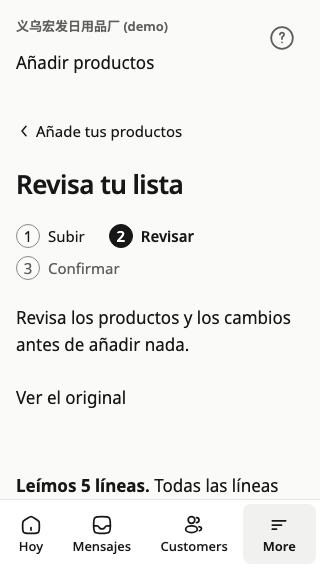 义乌宏发日用品厂 (demo)
Añadir productos
Añade tus productos
Revisa tu lista
1 Subir 2 Revisar
3 Confirmar
Revisa los productos y los cambios
antes de añadir nada.
Ver el original
Leímos 5 líneas. Todas las líneas
Hoy Mensajes Customers More